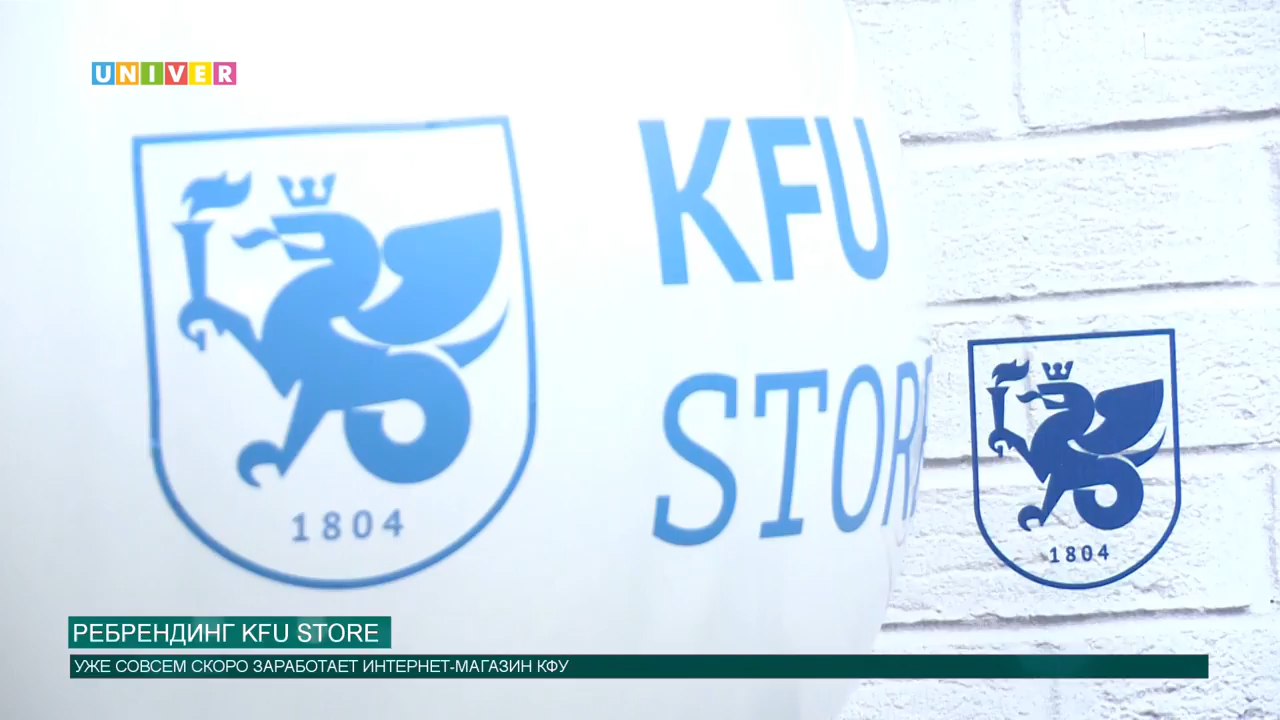 UNIVER
KFU
STORE
1804
1804
РЕБРЕНДИНГ KFU STORE
УЖЕ СОВСЕМ СКОРО ЗАРАБОТАЕТ ИНТЕРНЕТ-МАГАЗИН КФУ